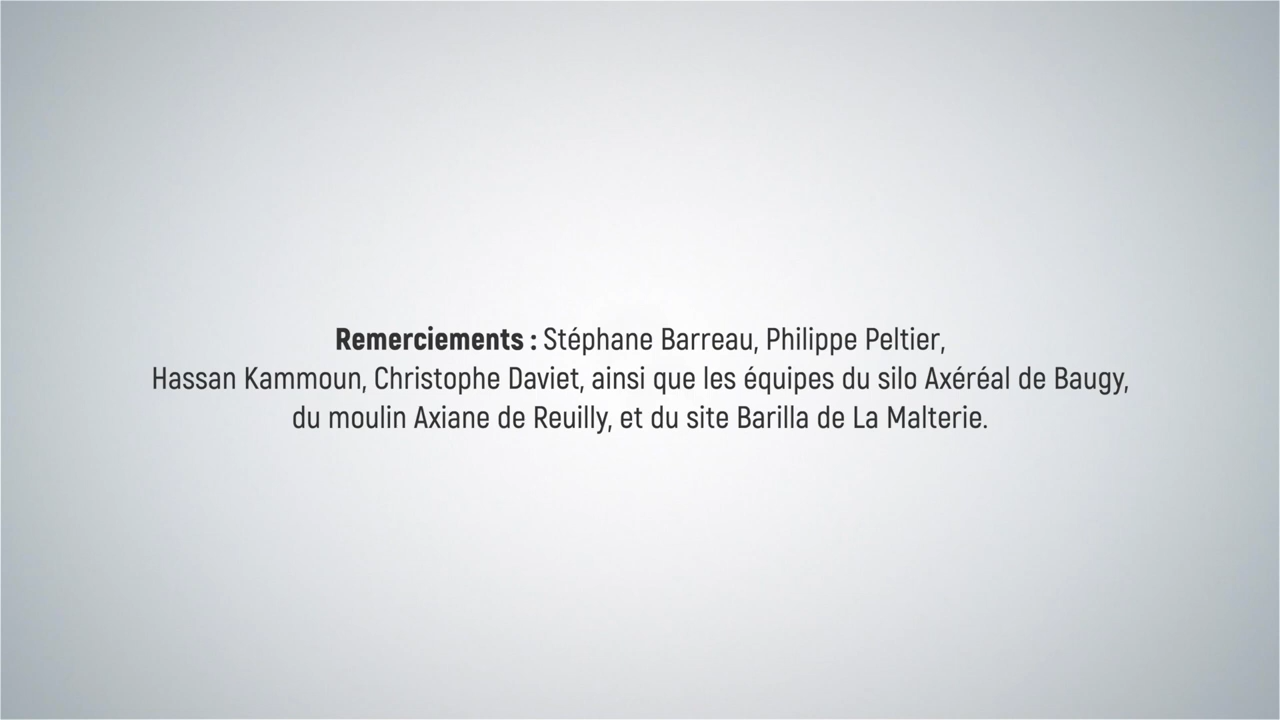 Remerciements : Stéphane Barreau, Philippe Peltier,
Hassan Kammoun, Christophe Daviet, ainsi que les équipes du silo Axéréal de Baugy,
du moulin Axiane de Reuilly, et du site Barilla de La Malterie.